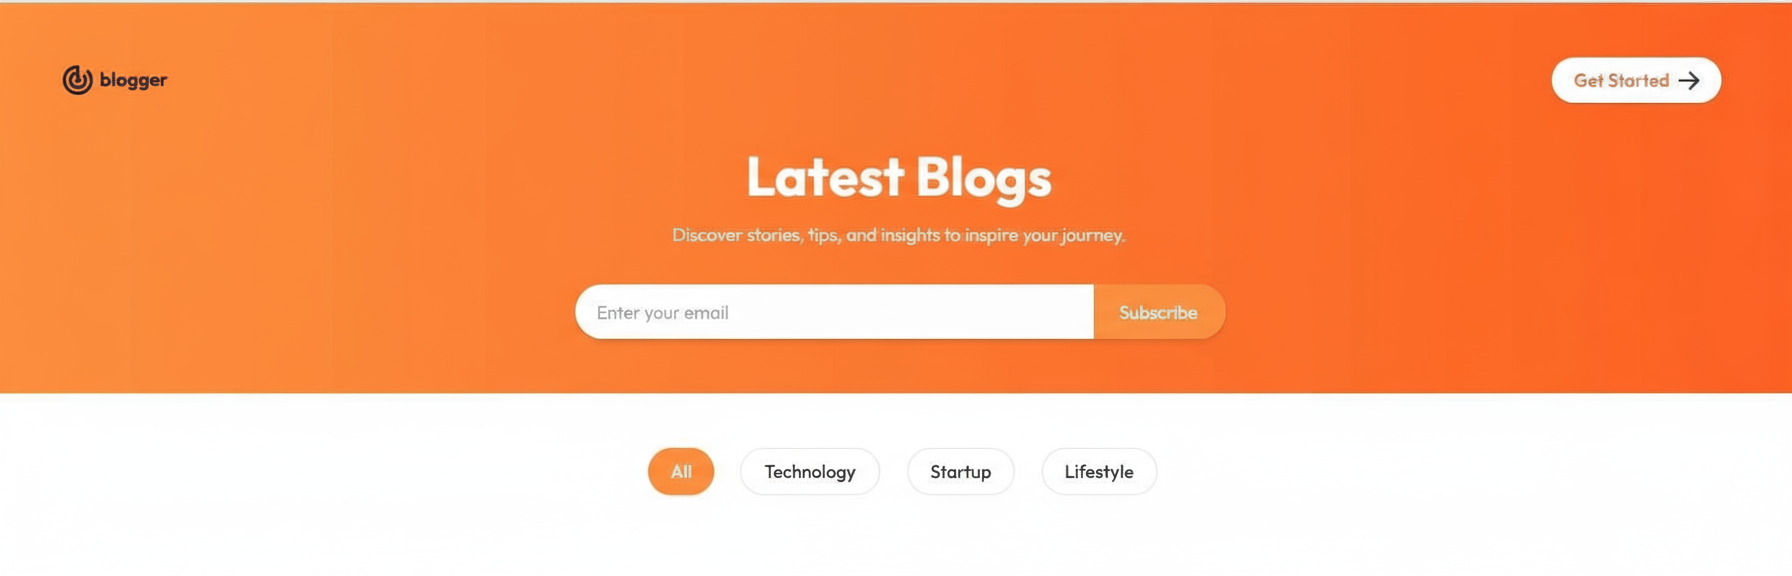 blogger
Get Started
Latest Blogs
Discover stories, tips, and insights to inspire your journey.
Enter your email
Subscribe
All
Technology
Startup
Lifestyle